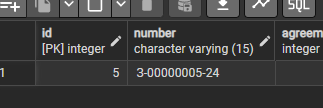 SQL
id
number
agreem
[PK] integer
character varying (15)
integer
1
5
3-00000005-24